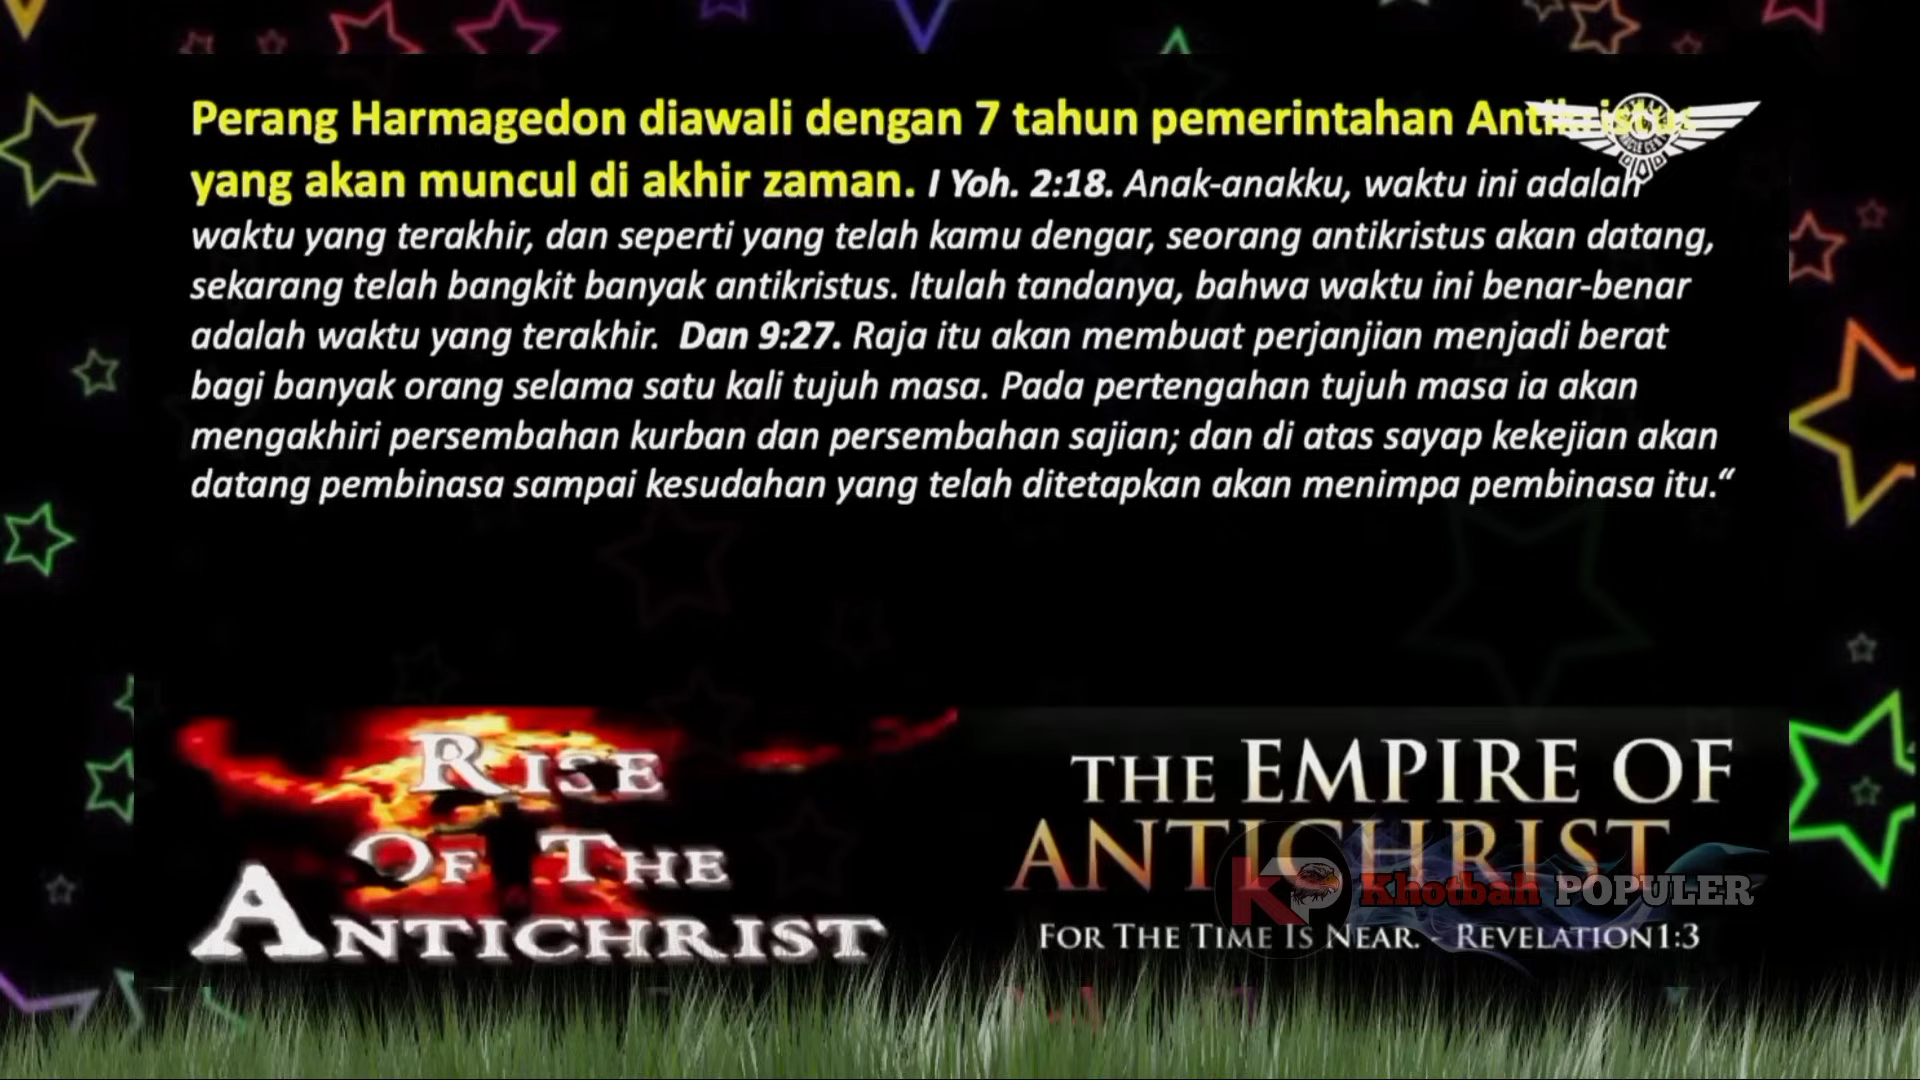 Perang Harmagedon diawali dengan 7 tahun pemerintahan Antikristus
yang akan muncul di akhir zaman. I Yoh. 2:18. Anak-anakku, waktu ini adalah
waktu yang terakhir, dan seperti yang telah kamu dengar, seorang antikristus akan datang,
sekarang telah bangkit banyak antikristus. Itulah tandanya, bahwa waktu ini benar-benar
adalah waktu yang terakhir. Dan 9:27. Raja itu akan membuat perjanjian menjadi berat
bagi banyak orang selama satu kali tujuh masa. Pada pertengahan tujuh masa ia akan
mengakhiri persembahan kurban dan persembahan sajian; dan di atas sayap kekejian akan
datang pembinasa sampai kesudahan yang telah ditetapkan akan menimpa pembinasa itu.“
RISE
OF THE
ANTICHRIST
THE EMPIRE OF
ANTICHRIST
KP Khotbah POPULER
FOR THE TIME IS NEAR. - REVELATION1:3